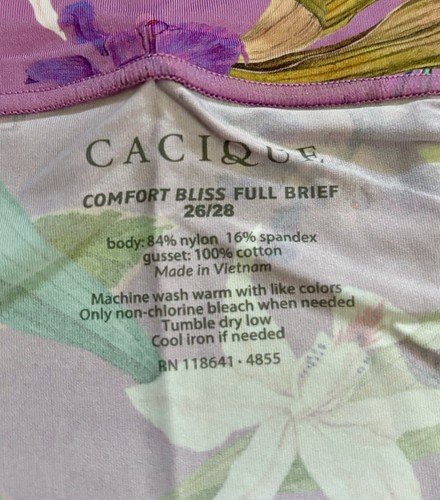 CACIQUE
COMFORT BLISS FULL BRIEF
26/28
body: 84% nylon 16% spandex
gusset: 100% cotton
Made in Vietnam
Machine wash warm with like colors
Only non-chlorine bleach when needed
Tumble dry low
Cool iron if needed
RN 118641 • 4855